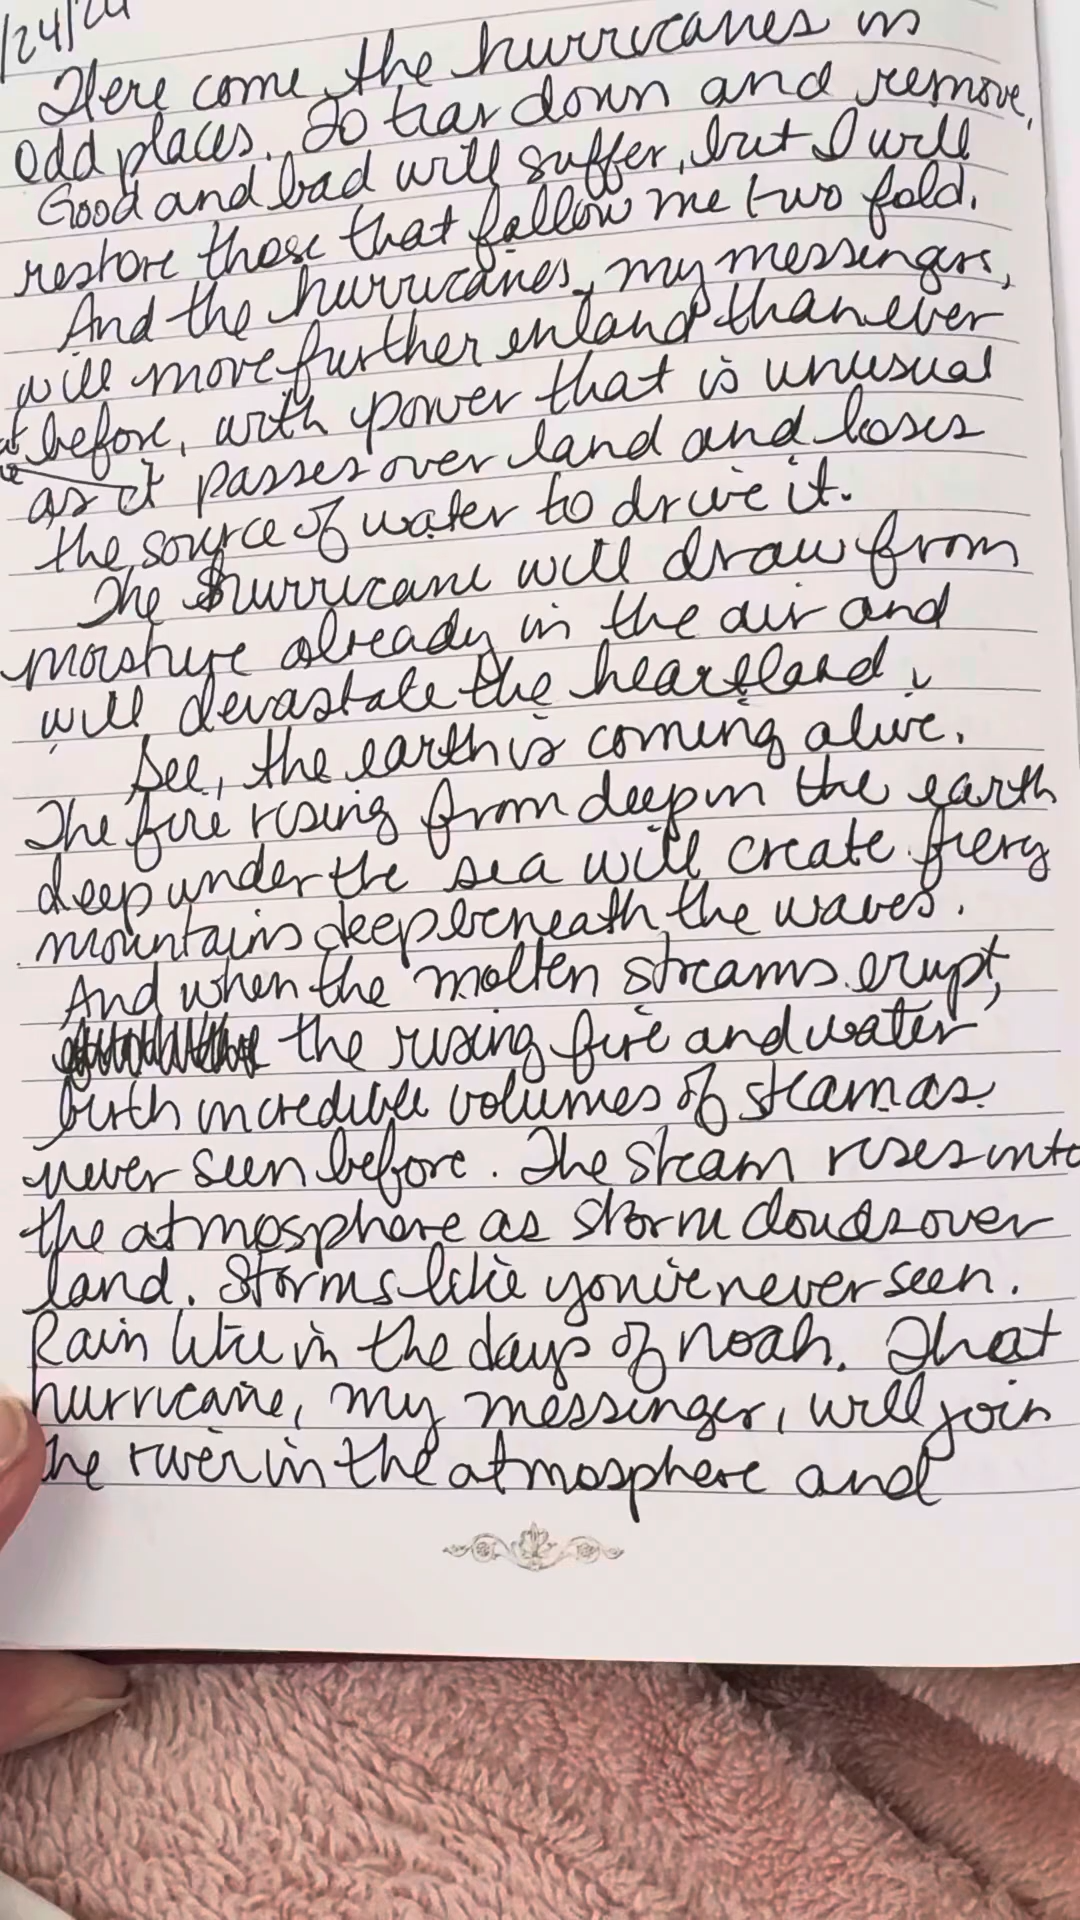 /24/24
Here come the hurricanes in
odd places. To tear down and remove.
Good and bad will suffer, but I will
restore those that follow me two fold.
And the hurricanes, my messengers,
will move further inland than ever
before, with power that is unusual
as it passes over land and loses
the source of water to drive it.
The hurricane will draw from
moisture already in the air and
will devastate the heartland.
See, the earth is coming alive.
The fire rising from deep in the earth
deep under the sea will create fiery
mountains deep beneath the waves.
And when the molten streams erupt,
the rising fire and water
birth incredible volumes of steam as
never seen before. The steam rises into
the atmosphere as storm clouds over
land. Storms like you've never seen.
Rain like in the days of Noah. That
hurricane, my messinger, will join
the river in the atmosphere and